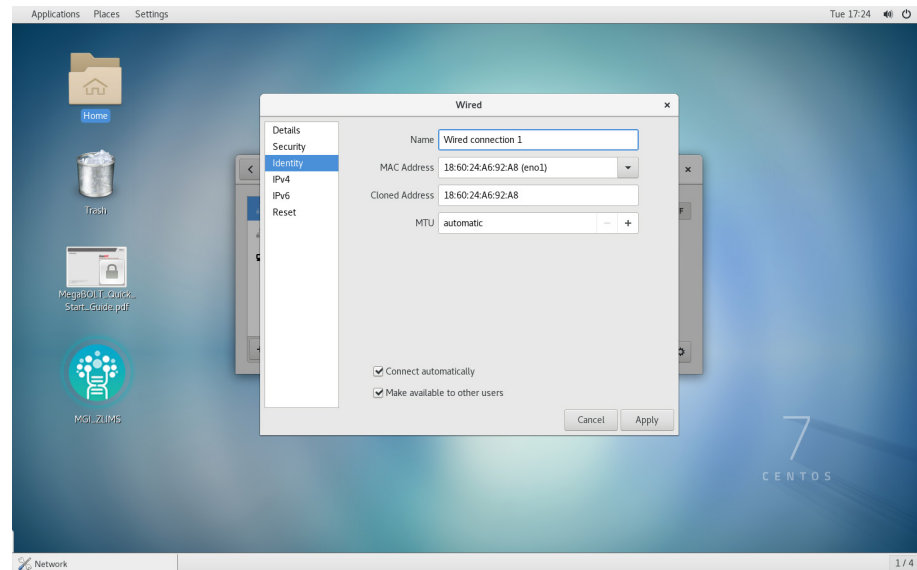 Applications Places Settings
Tue 17:24
Home
Trash
MegaBOLT_Quick_
Start_Guide.pdf
MGI_ZLIMS
Wired
Details
Security
Identity
IPv4
IPv6
Reset
Name Wired connection 1
MAC Address 18:60:24:A6:92:A8 (eno1)
Cloned Address 18:60:24:A6:92:A8
MTU automatic
Connect automatically
Make available to other users
Cancel Apply
7
CENTOS
Network
1 / 4